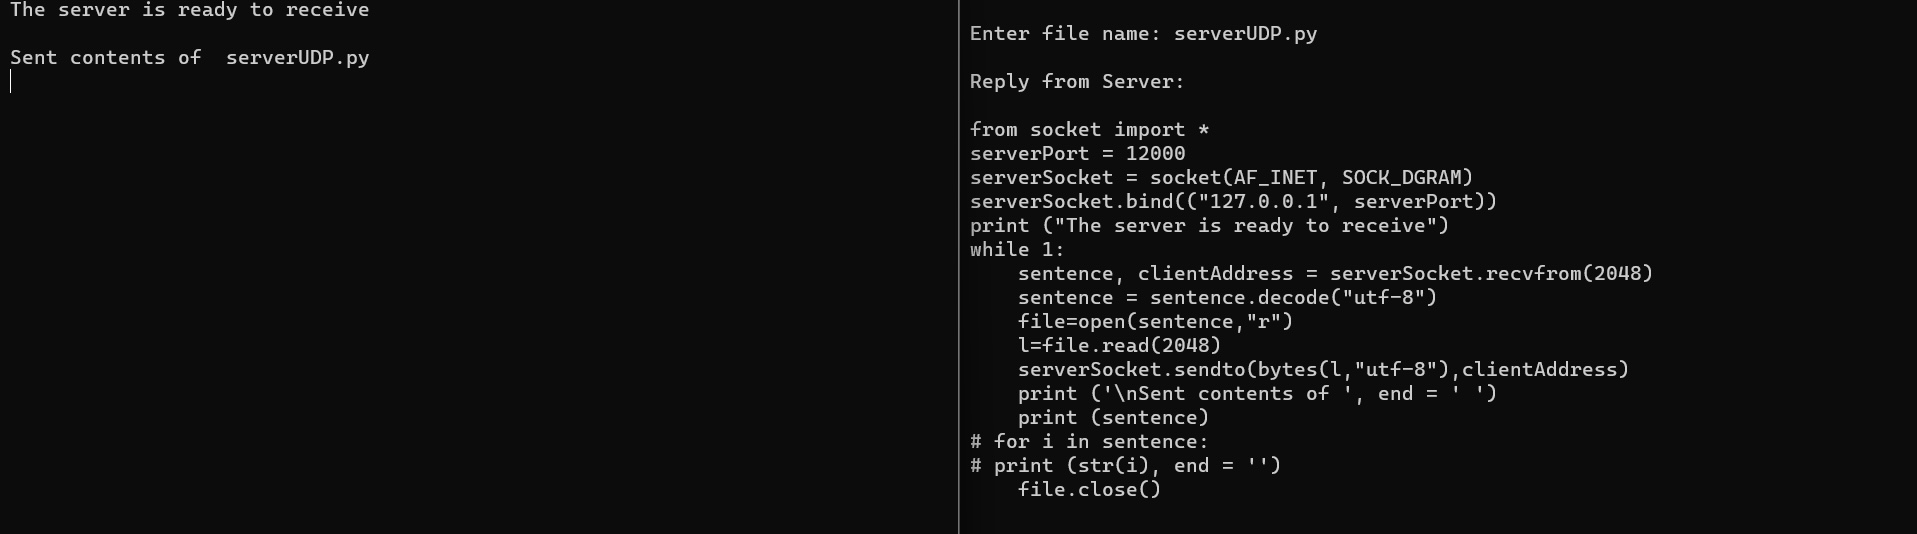 The server is ready to receive
Sent contents of  serverUDP.py
Enter file name: serverUDP.py
Reply from Server:
from socket import *
serverPort = 12000
serverSocket = socket(AF_INET, SOCK_DGRAM)
serverSocket.bind(("127.0.0.1", serverPort))
print ("The server is ready to receive")
while 1:
    sentence, clientAddress = serverSocket.recvfrom(2048)
    sentence = sentence.decode("utf-8")
    file=open(sentence,"r")
    l=file.read(2048)
    serverSocket.sendto(bytes(l,"utf-8"),clientAddress)
    print ('\nSent contents of ', end = ' ')
    print (sentence)
# for i in sentence:
# print (str(i), end = '')
    file.close()